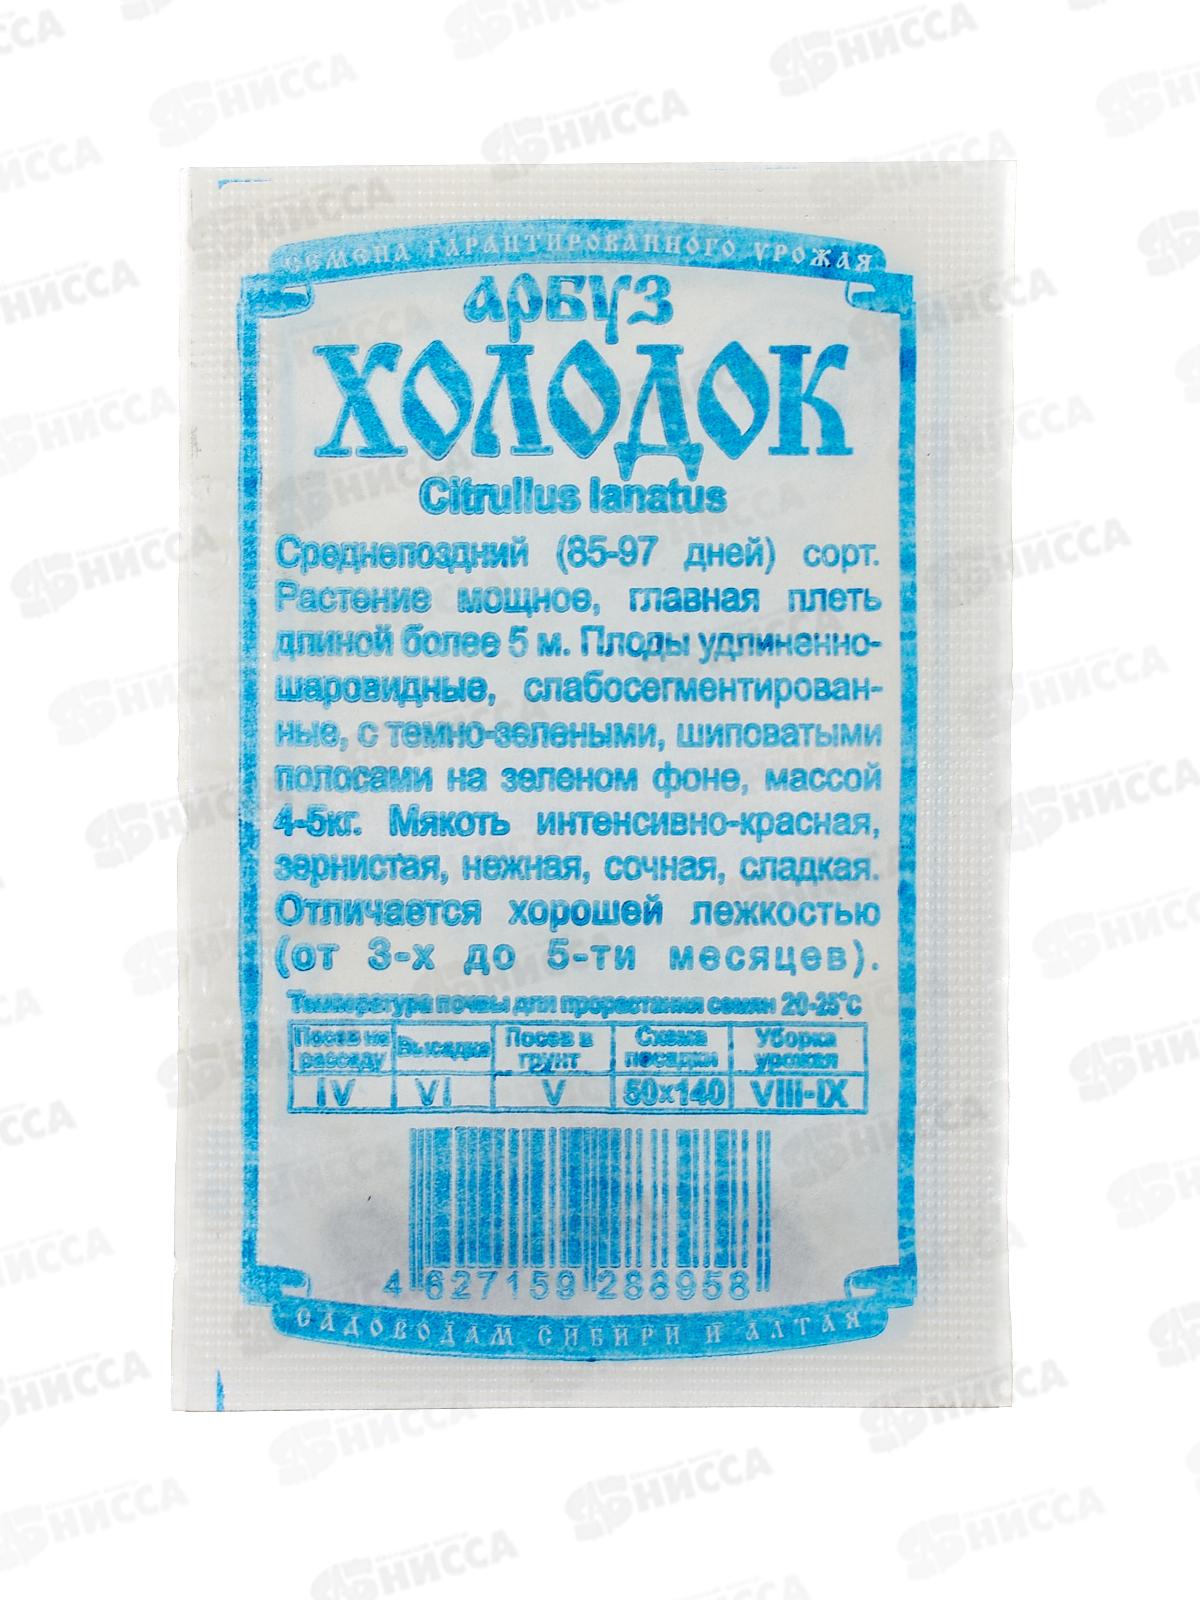 СЕМЕНА ГАРАНТИРОВАННОГО УРОЖАЯ
АРБУЗ
ХОЛОДОК
Citrullus lanatus
Среднепоздний (85-97 дней) сорт.
Растение мощное, главная плеть
длиной более 5 м. Плоды удлиненно-
шаровидные, слабосегментирован-
ные, с темно-зелеными, шиповатыми
полосами на зеленом фоне, массой
4-5кг. Мякоть интенсивно-красная,
зернистая, нежная, сочная, сладкая.
Отличается хорошей лежкостью
(от 3-х до 5-ти месяцев).
Температура почвы для прорастания семян 20-25°С
Посев на рассаду Высадка Посев в грунт Схема посадки Уборка урожая
IV VI V 50x140 VIII-IX
4 627159 288958
САДОВОДАМ СИБИРИ И АЛТАЯ
НИССА